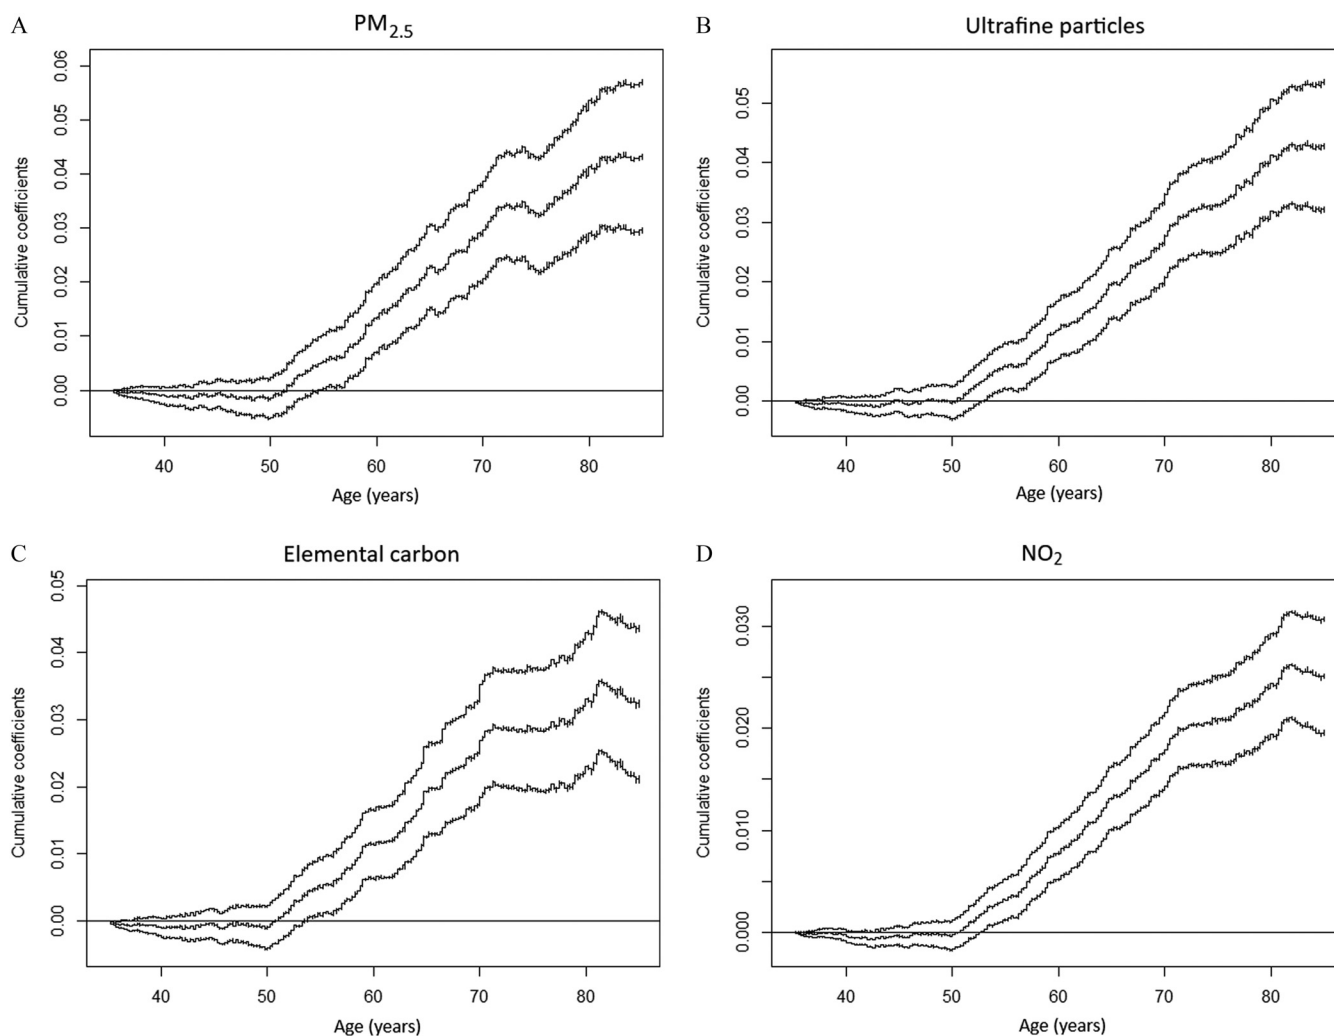 A
PM2.5
0.06
0.05
0.04
0.03
0.02
0.01
0.00
Cumulative coefficients
40 50 60 70 80
Age (years)
B
Ultrafine particles
0.05
0.04
0.03
0.02
0.01
0.00
Cumulative coefficients
40 50 60 70 80
Age (years)
C
Elemental carbon
0.05
0.04
0.03
0.02
0.01
0.00
Cumulative coefficients
40 50 60 70 80
Age (years)
D
NO2
0.030
0.020
0.010
0.000
Cumulative coefficients
40 50 60 70 80
Age (years)